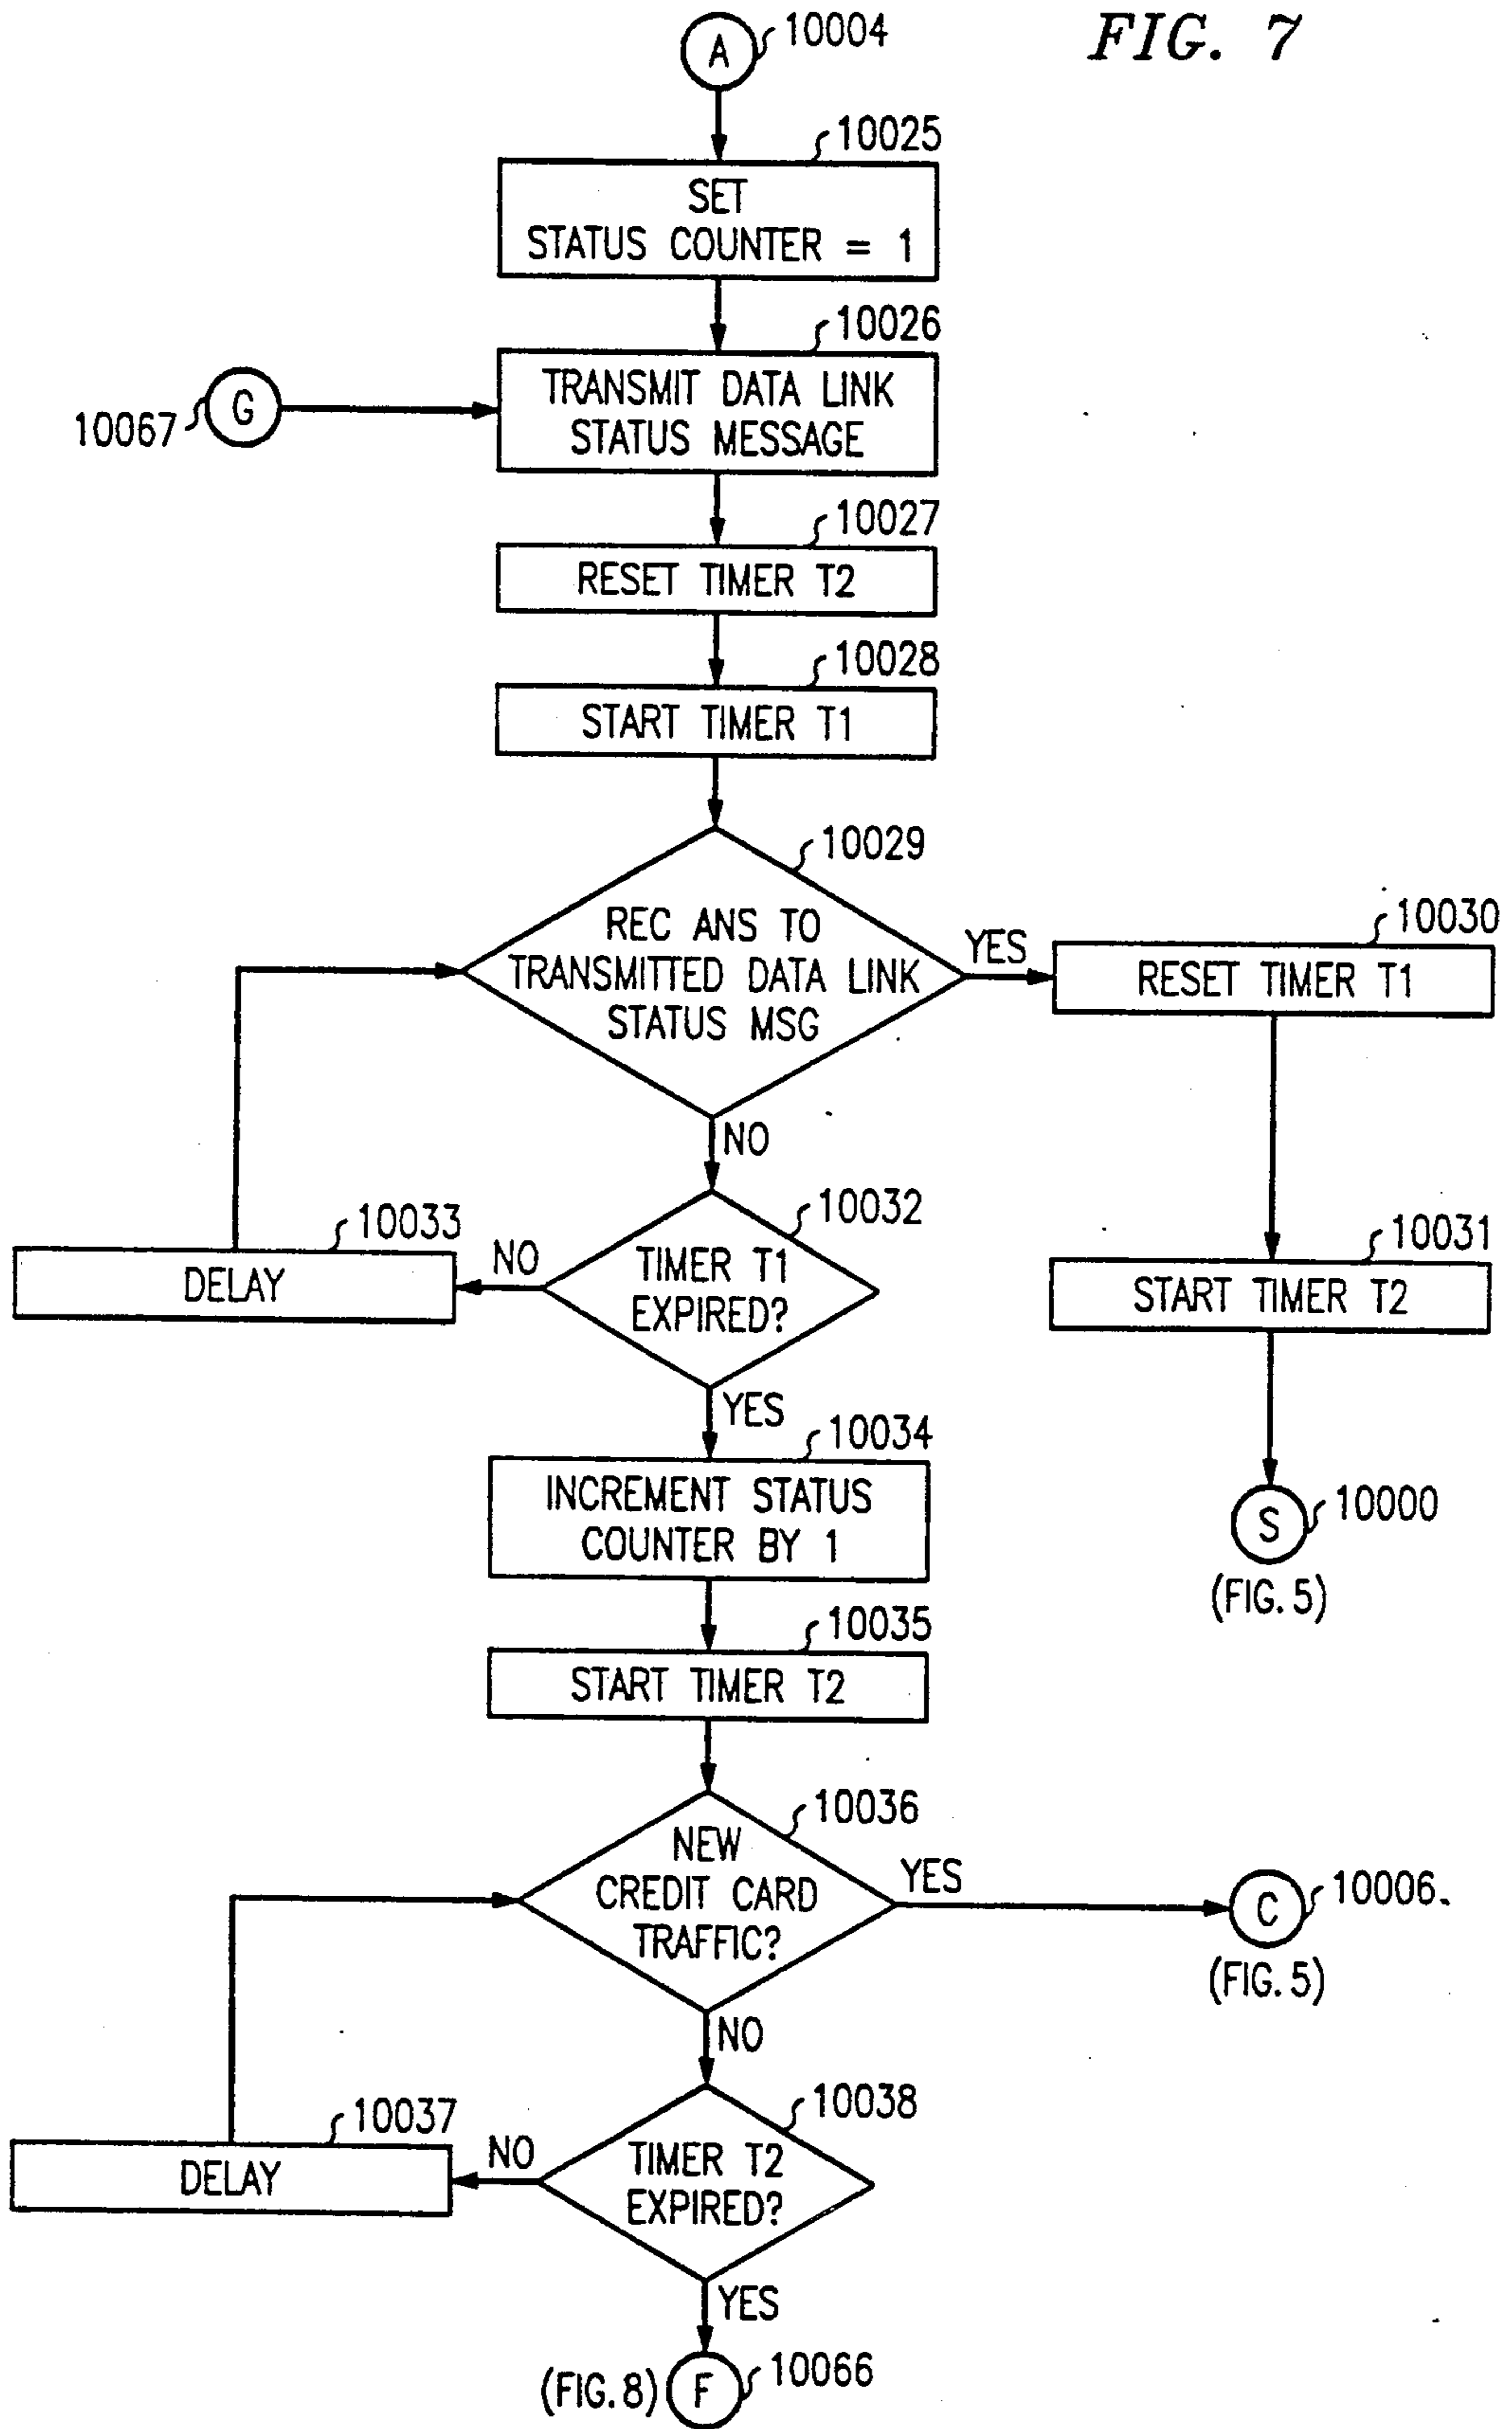 FIG. 7
A
10004
10025
SET
STATUS COUNTER = 1
10026
TRANSMIT DATA LINK
STATUS MESSAGE
G
10067
10027
RESET TIMER T2
10028
START TIMER T1
10029
REC ANS TO
TRANSMITTED DATA LINK
STATUS MSG
YES
10030
RESET TIMER T1
NO
10032
TIMER T1
EXPIRED?
NO
10033
DELAY
10031
START TIMER T2
YES
10034
INCREMENT STATUS
COUNTER BY 1
S
10000
(FIG. 5)
10035
START TIMER T2
10036
NEW
CREDIT CARD
TRAFFIC?
YES
C
10006.
(FIG. 5)
NO
10038
TIMER T2
EXPIRED?
NO
10037
DELAY
YES
(FIG. 8)
F
10066